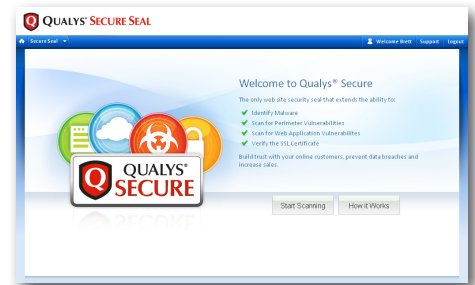 QUALYS® SECURE SEAL
Secure Seal
Welcome Brett Support Logout
Welcome to Qualys® Secure
The only web site security seal that extends the ability to:
Identify Malware
Scan for Perimeter Vulnerabilities
Scan for Web Application Vulnerabilites
Verify the SSL Certificate
Build trust with your online customers, prevent data breaches and
increase sales.
QUALYS®
SECURE
Start Scanning How it Works